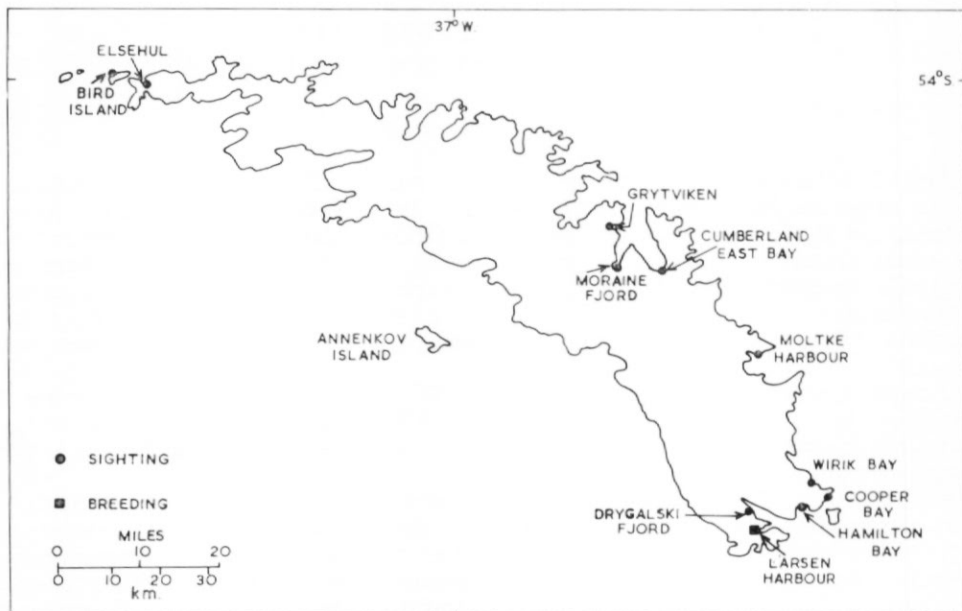 37° W.
54° S.
ELSEHUL
BIRD
ISLAND
GRYTVIKEN
CUMBERLAND
EAST BAY
MORAINE
FJORD
ANNENKOV
ISLAND
MOLTKE
HARBOUR
SIGHTING
BREEDING
WIRIK BAY
COOPER
BAY
DRYGALSKI
FJORD
HAMILTON
BAY
LARSEN
HARBOUR
MILES
0 10 20
0 10 20 30
km.